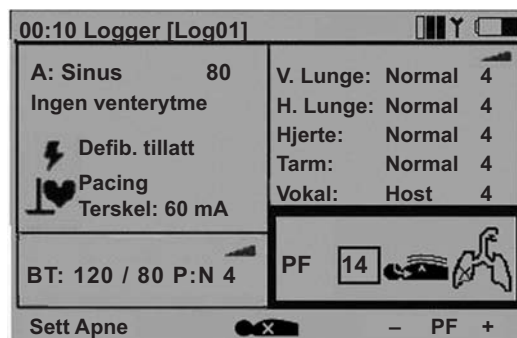 00:10 Logger [Log01]
A: Sinus 80
Ingen venterytme
Defib. tillatt
Pacing
Terskel: 60 mA
BT: 120 / 80 P:N 4
V. Lunge: Normal 4
H. Lunge: Normal 4
Hjerte: Normal 4
Tarm: Normal 4
Vokal: Host 4
PF 14
Sett Apne – PF +